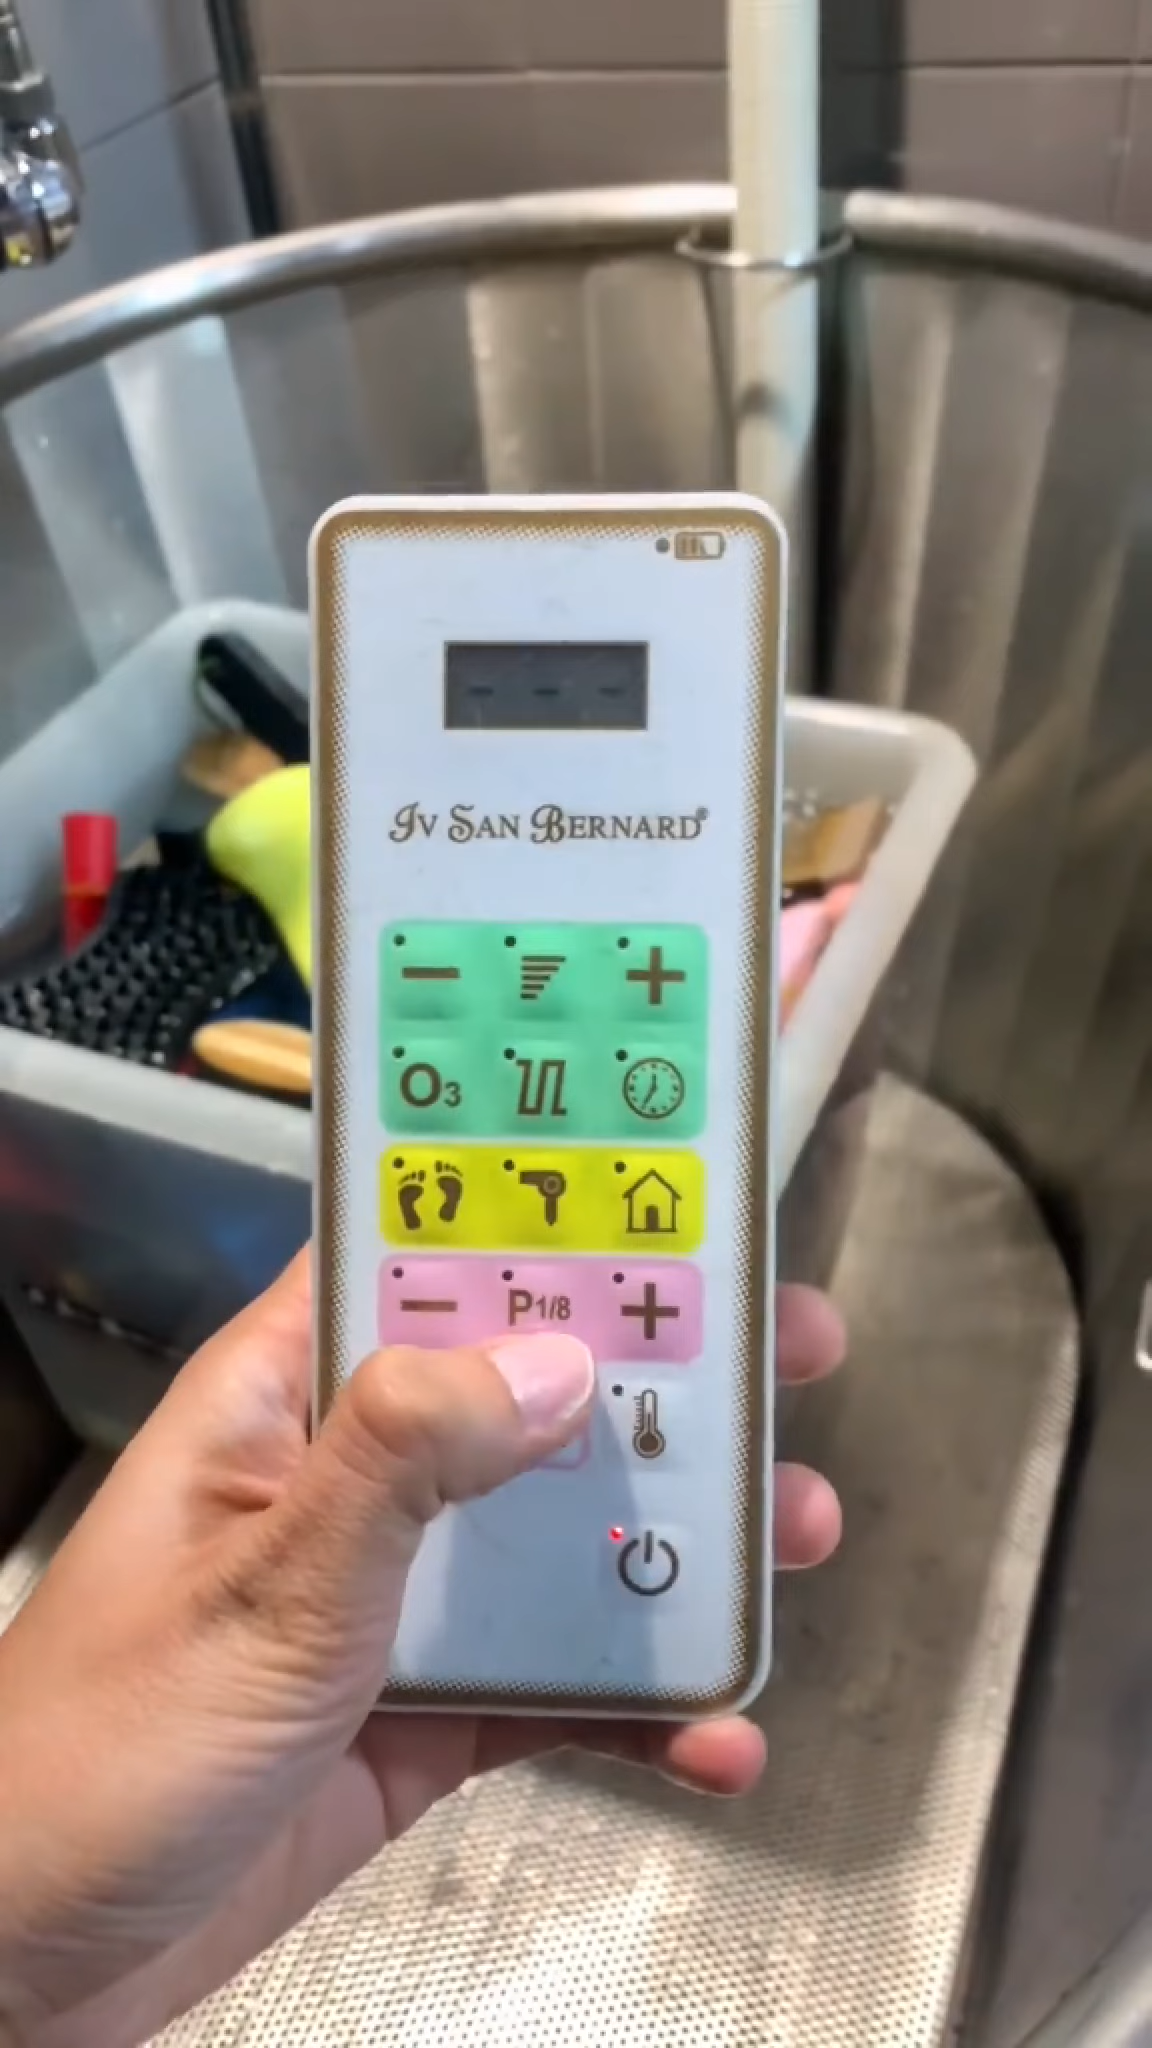 - - -
Iv San Bernard®
- +
O3
- P1/8 +